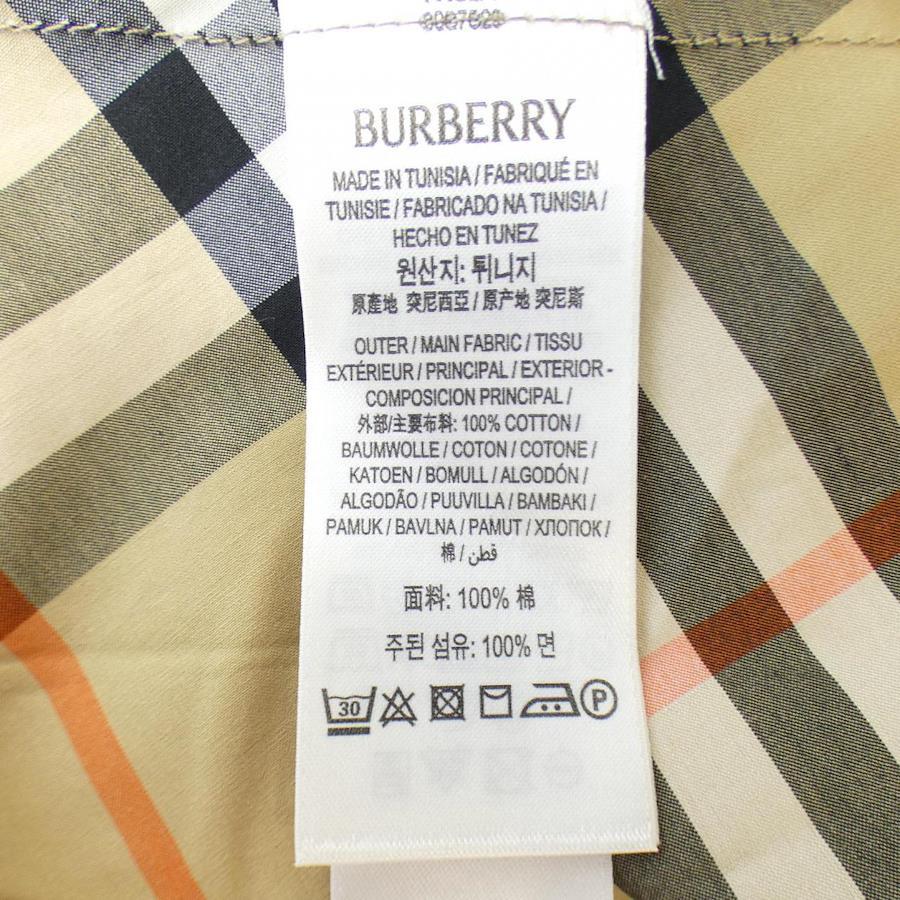 BURBERRY
MADE IN TUNISIA / FABRIQUÉ EN
TUNISIE / FABRICADO NA TUNISIA /
HECHO EN TUNEZ
원산지: 튀니지
原產地 突尼西亞 / 原产地 突尼斯
OUTER / MAIN FABRIC / TISSU
EXTÉRIEUR / PRINCIPAL / EXTERIOR -
COMPOSICION PRINCIPAL /
外部/主要布料: 100% COTTON /
BAUMWOLLE / COTON / COTONE /
KATOEN / BOMULL / ALGODÓN /
ALGODÃO / PUUVILLA / BAMBAKI /
PAMUK / BAVLNA / PAMUT / ХЛОПОК /
棉 / قطن
面料: 100% 棉
주된 섬유: 100% 면
30 P